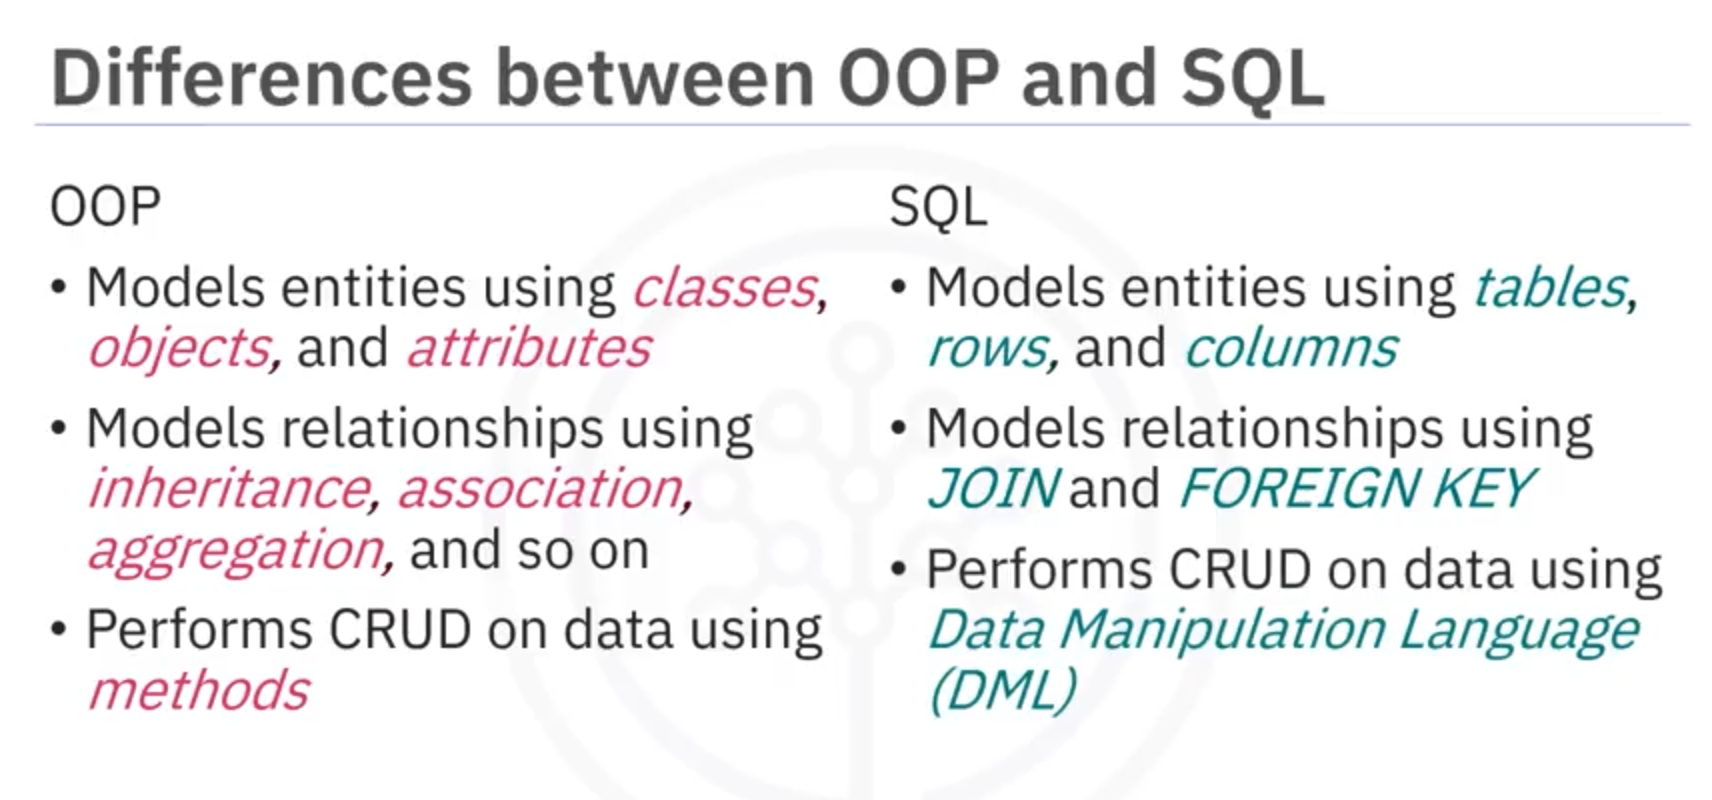 Differences between OOP and SQL
OOP
• Models entities using classes,
objects, and attributes
• Models relationships using
inheritance, association,
aggregation, and so on
• Performs CRUD on data using
methods
SQL
• Models entities using tables,
rows, and columns
• Models relationships using
JOIN and FOREIGN KEY
• Performs CRUD on data using
Data Manipulation Language
(DML)